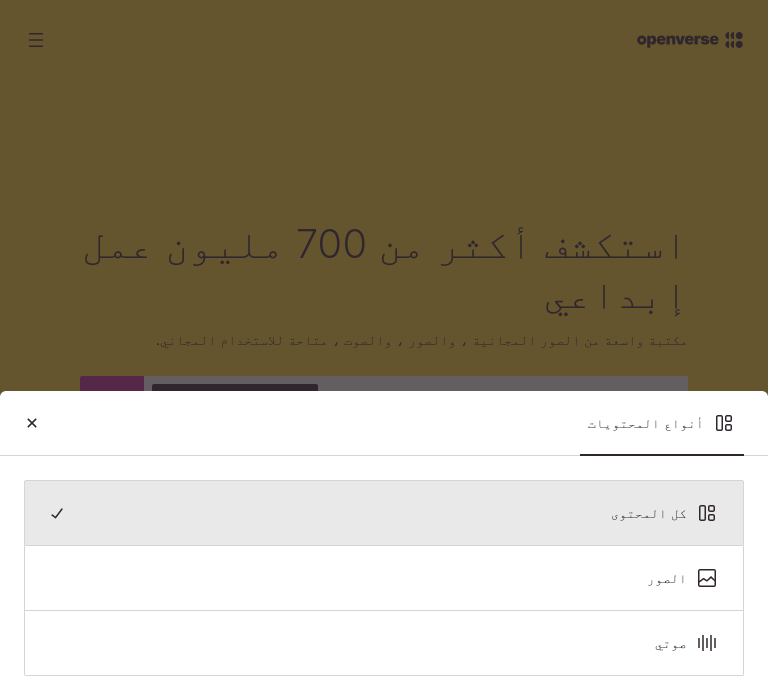 openverse
استكشف أكثر من 700 مليون عمل
إبداعي
مكتبة واسعة من الصور المجانية ، والصور ، والصوت ، متاحة للاستخدام المجاني.
أنواع المحتويات
كل المحتوى
الصور
صوتي